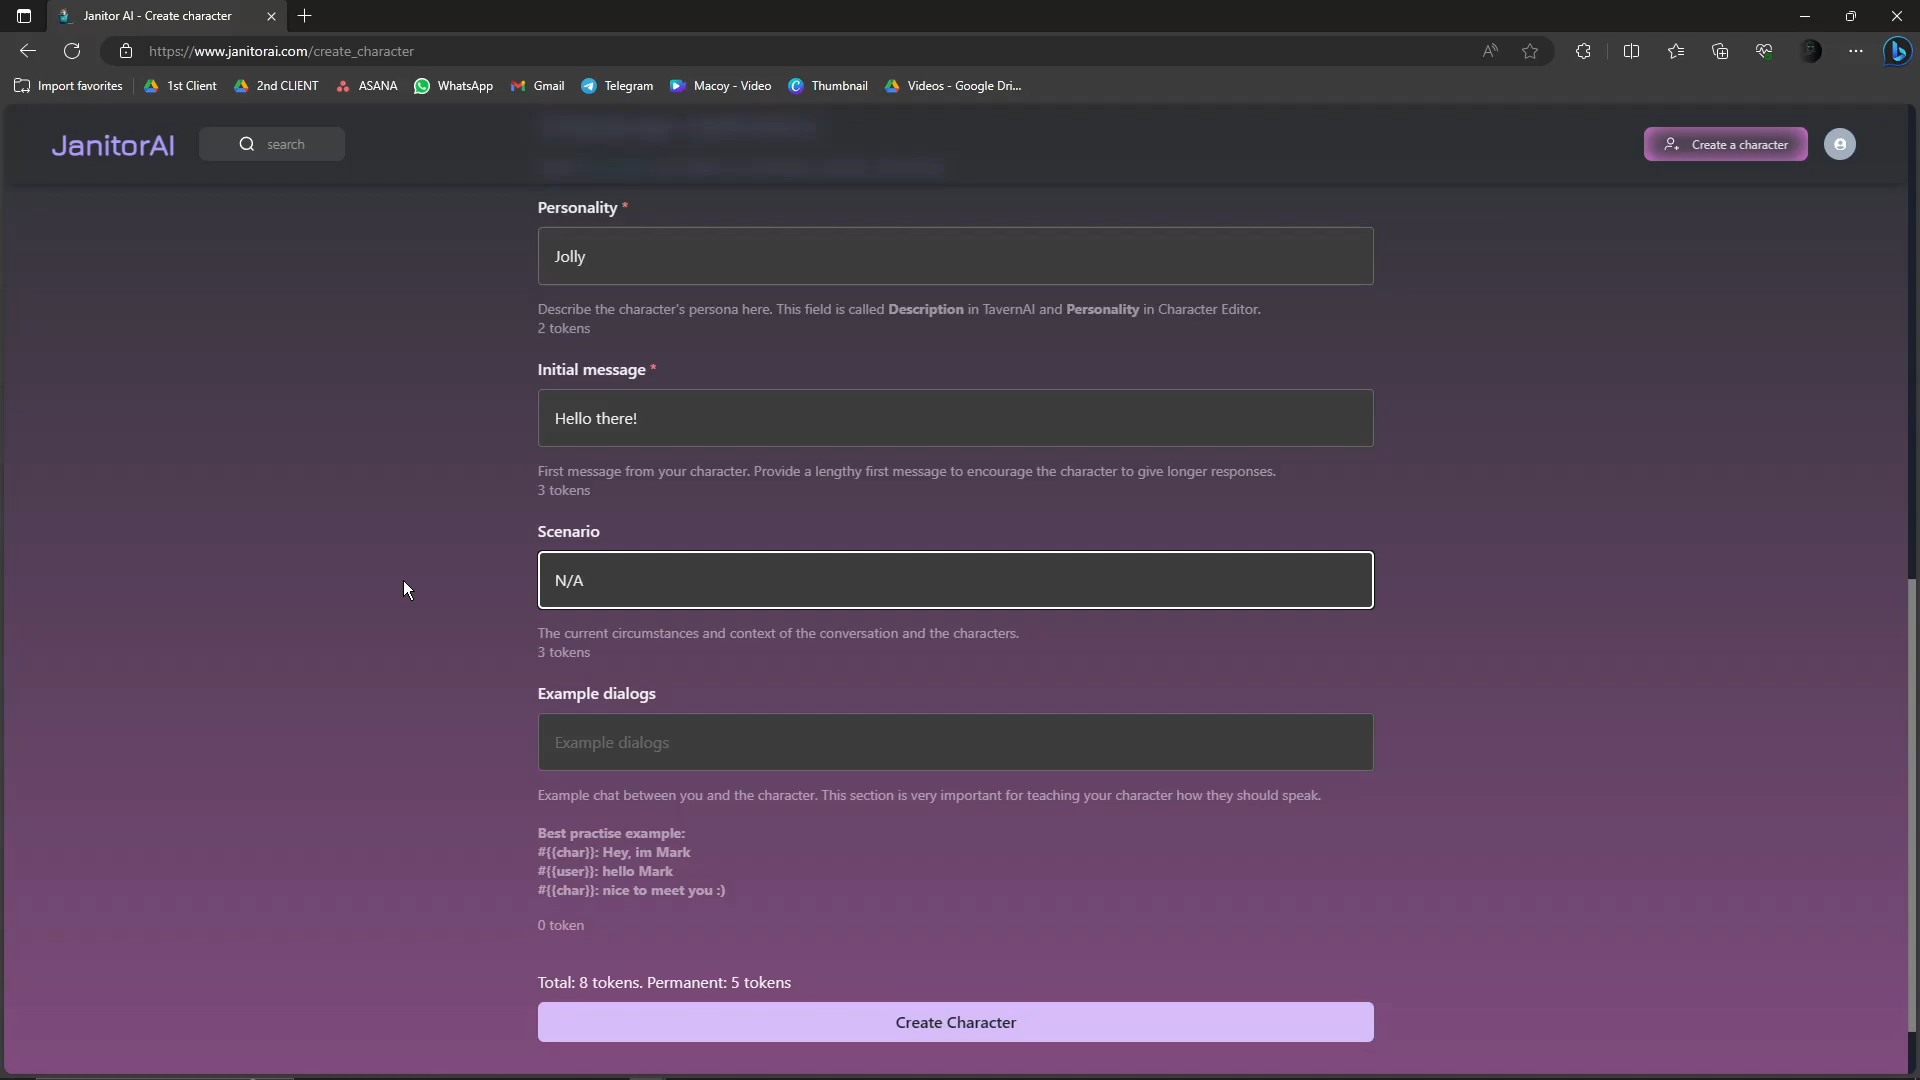 Janitor AI - Create character
https://www.janitorai.com/create_character
Import favorites
1st Client
2nd CLIENT
ASANA
WhatsApp
Gmail
Telegram
Macoy - Video
Thumbnail
Videos - Google Dri...
JanitorAI
search
Create a character
Personality *
Jolly
Describe the character's persona here. This field is called Description in TavernAI and Personality in Character Editor.
2 tokens
Initial message *
Hello there!
First message from your character. Provide a lengthy first message to encourage the character to give longer responses.
3 tokens
Scenario
N/A
The current circumstances and context of the conversation and the characters.
3 tokens
Example dialogs
Example dialogs
Example chat between you and the character. This section is very important for teaching your character how they should speak.
Best practise example:
#{{char}}: Hey, im Mark
#{{user}}: hello Mark
#{{char}}: nice to meet you :)
0 token
Total: 8 tokens. Permanent: 5 tokens
Create Character